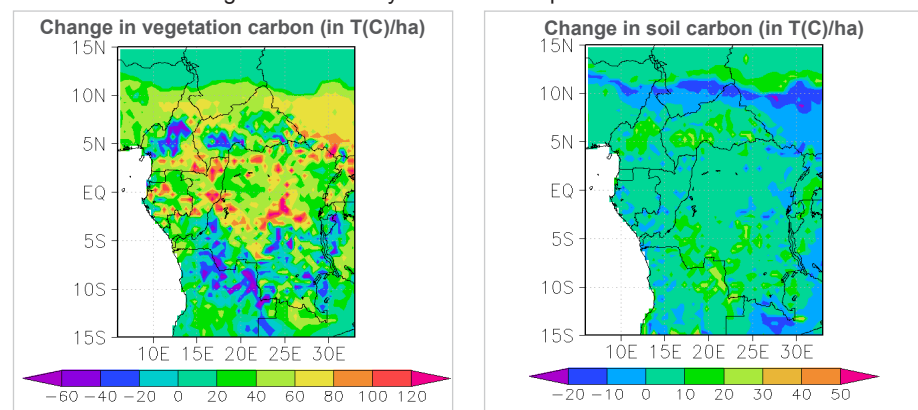 Change in vegetation carbon (in T(C)/ha)
15N
10N
5N
EQ
5S
10S
15S
10E 15E 20E 25E 30E
−60 −40 −20 0 20 40 60 80 100 120
Change in soil carbon (in T(C)/ha)
15N
10N
5N
EQ
5S
10S
15S
10E 15E 20E 25E 30E
−20 −10 0 10 20 30 40 50